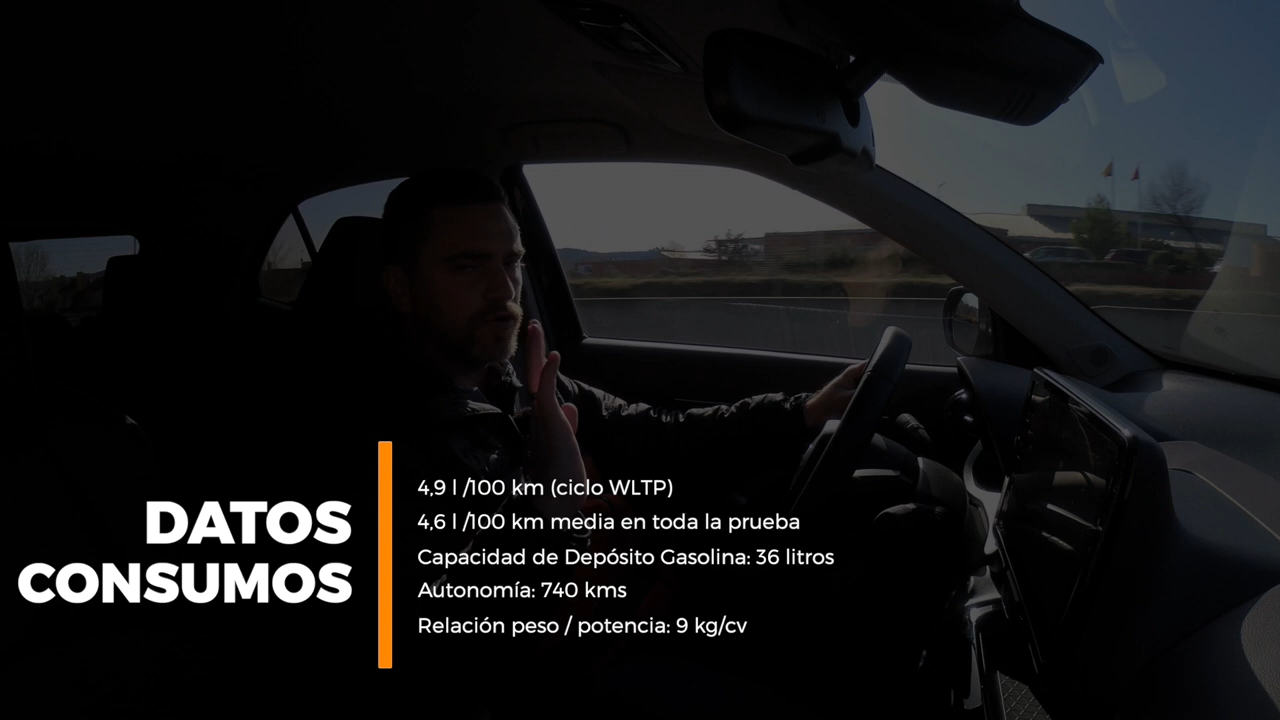 DATOS
CONSUMOS
4,9 l /100 km (ciclo WLTP)
4,6 l /100 km media en toda la prueba
Capacidad de Depósito Gasolina: 36 litros
Autonomía: 740 kms
Relación peso / potencia: 9 kg/cv